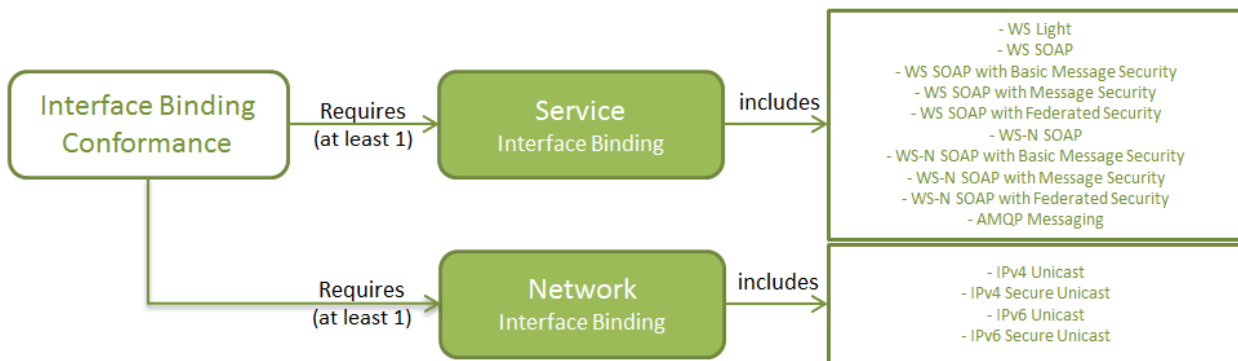 Interface Binding
Conformance
Requires
(at least 1)
Service
Interface Binding
includes
- WS Light
- WS SOAP
- WS SOAP with Basic Message Security
- WS SOAP with Message Security
- WS SOAP with Federated Security
- WS-N SOAP
- WS-N SOAP with Basic Message Security
- WS-N SOAP with Message Security
- WS-N SOAP with Federated Security
- AMQP Messaging
Requires
(at least 1)
Network
Interface Binding
includes
- IPv4 Unicast
- IPv4 Secure Unicast
- IPv6 Unicast
- IPv6 Secure Unicast